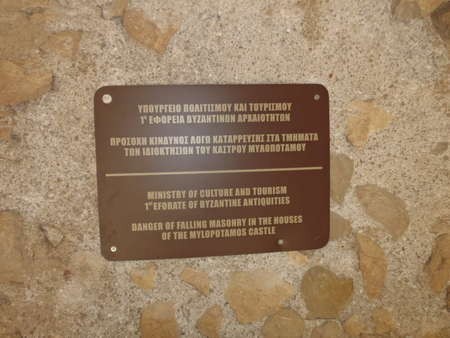 ΥΠΟΥΡΓΕΙΟ ΠΟΛΙΤΙΣΜΟΥ ΚΑΙ ΤΟΥΡΙΣΜΟΥ
1η ΕΦΟΡΕΙΑ ΒΥΖΑΝΤΙΝΩΝ ΑΡΧΑΙΟΤΗΤΩΝ
ΠΡΟΣΟΧΗ ΚΙΝΔΥΝΟΣ ΛΟΓΩ ΚΑΤΑΡΡΕΥΣΗΣ ΣΤΑ ΤΜΗΜΑΤΑ
ΤΩΝ ΙΔΙΟΚΤΗΣΙΩΝ ΤΟΥ ΚΑΣΤΡΟΥ ΜΥΛΟΠΟΤΑΜΟΥ
MINISTRY OF CULTURE AND TOURISM
1st EFORATE OF BYZANTINE ANTIQUITIES
DANGER OF FALLING MASONRY IN THE HOUSES
OF THE MYLOPOTAMOS CASTLE